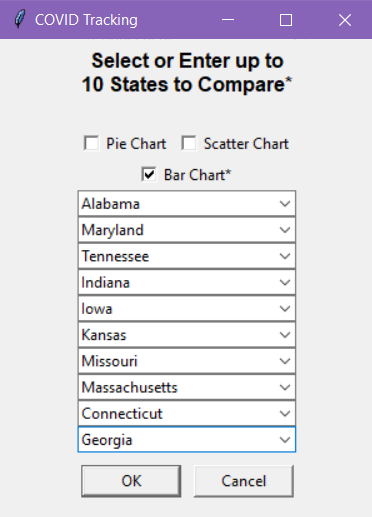 COVID Tracking
Select or Enter up to
10 States to Compare*
Pie Chart Scatter Chart
Bar Chart*
Alabama
Maryland
Tennessee
Indiana
Iowa
Kansas
Missouri
Massachusetts
Connecticut
Georgia
OK Cancel